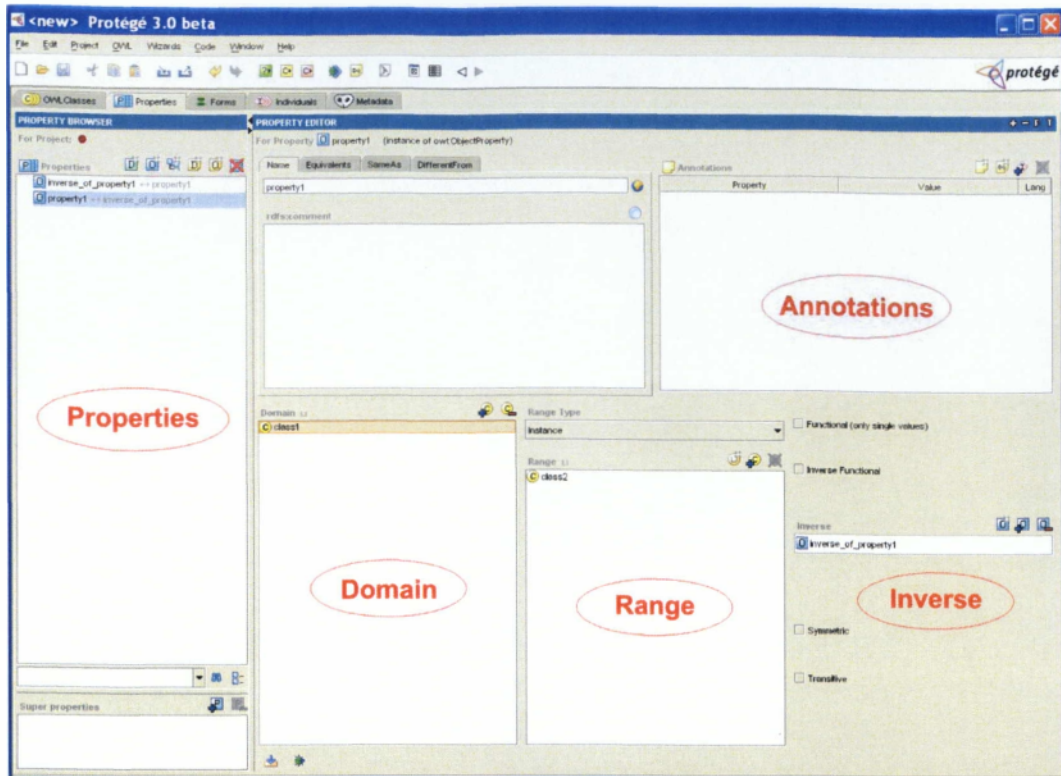 <new> Protégé 3.0 beta
File Edit Project OWL Wizards Code Window Help
protégé
OWLClasses Properties Forms Individuals Metadata
PROPERTY BROWSER
For Project:
Properties
inverse_of_property1 ↔ property1
property1 ↔ inverse_of_property1
Properties
Super properties
PROPERTY EDITOR
For Property property1 (instance of owl:ObjectProperty)
Name Equivalents SameAs DifferentFrom
property1
rdfs:comment
Annotations
Property Value Lang
Annotations
Domain
class1
Domain
Range Type
Instance
Range
class2
Range
Functional (only single values)
Inverse Functional
Inverse
inverse_of_property1
Inverse
Symmetric
Transitive